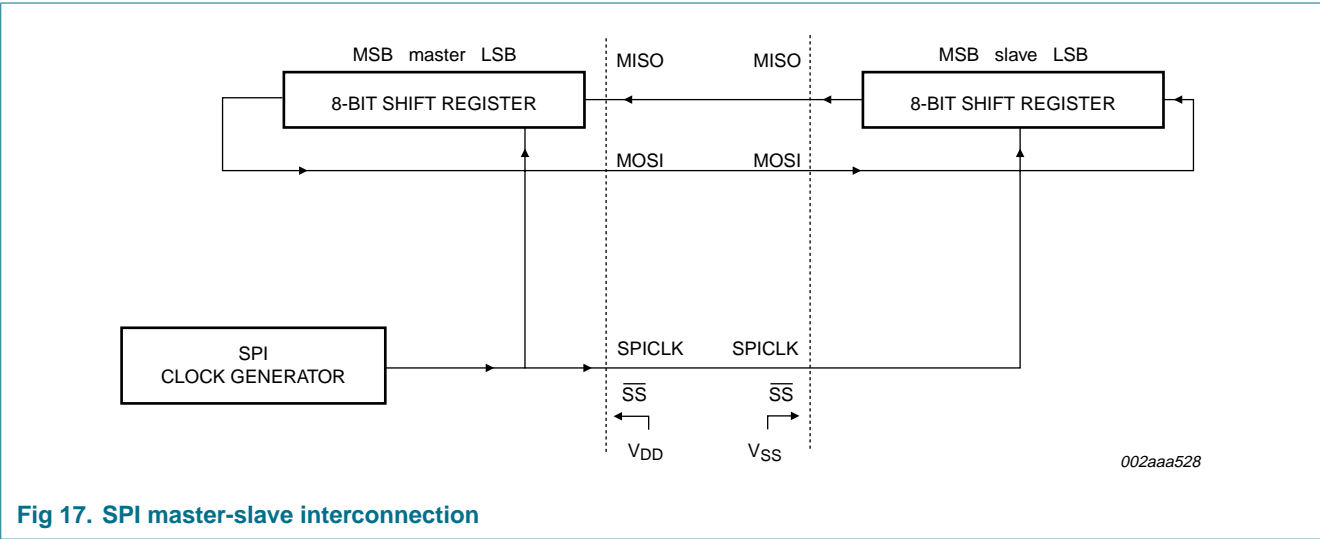 MSB master LSB
MISO
MISO
MSB slave LSB
8-BIT SHIFT REGISTER
8-BIT SHIFT REGISTER
MOSI
MOSI
SPI
CLOCK GENERATOR
SPICLK
SPICLK
SS
SS
VDD
VSS
002aaa528
Fig 17. SPI master-slave interconnection